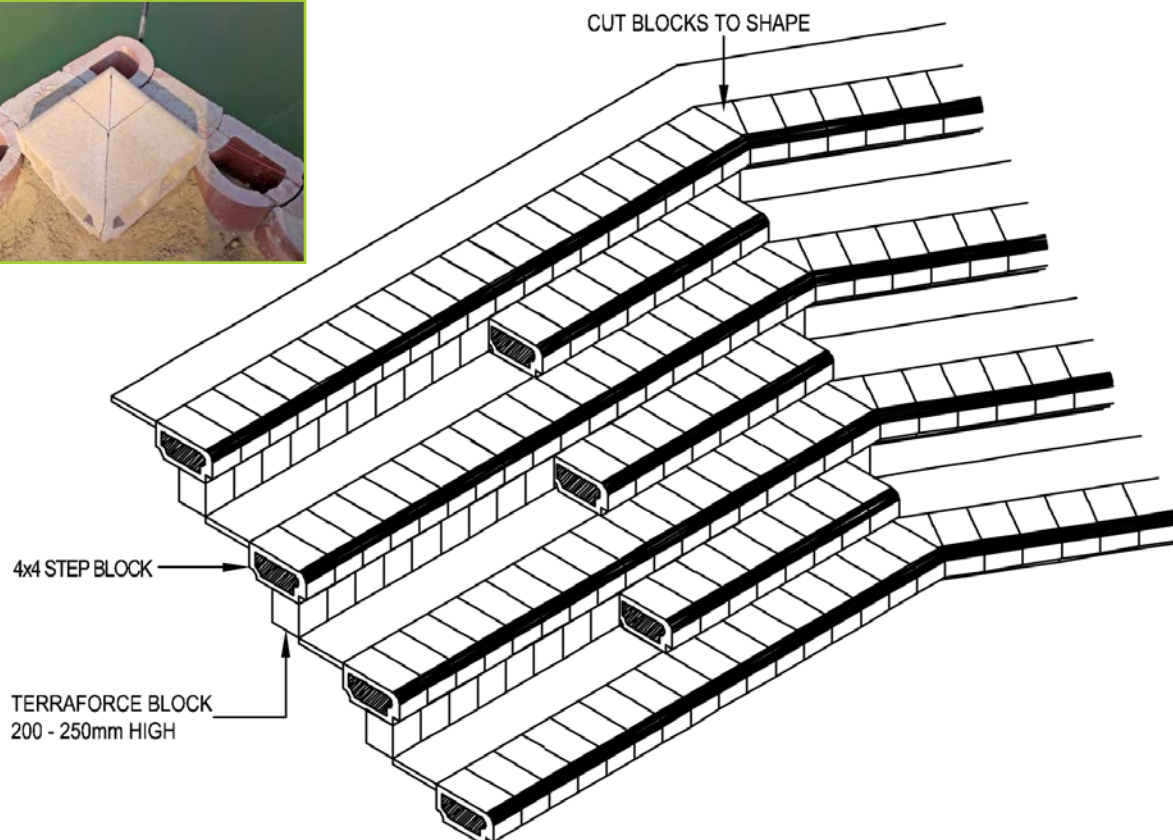 CUT BLOCKS TO SHAPE
4x4 STEP BLOCK
TERRAFORCE BLOCK
200 - 250mm HIGH